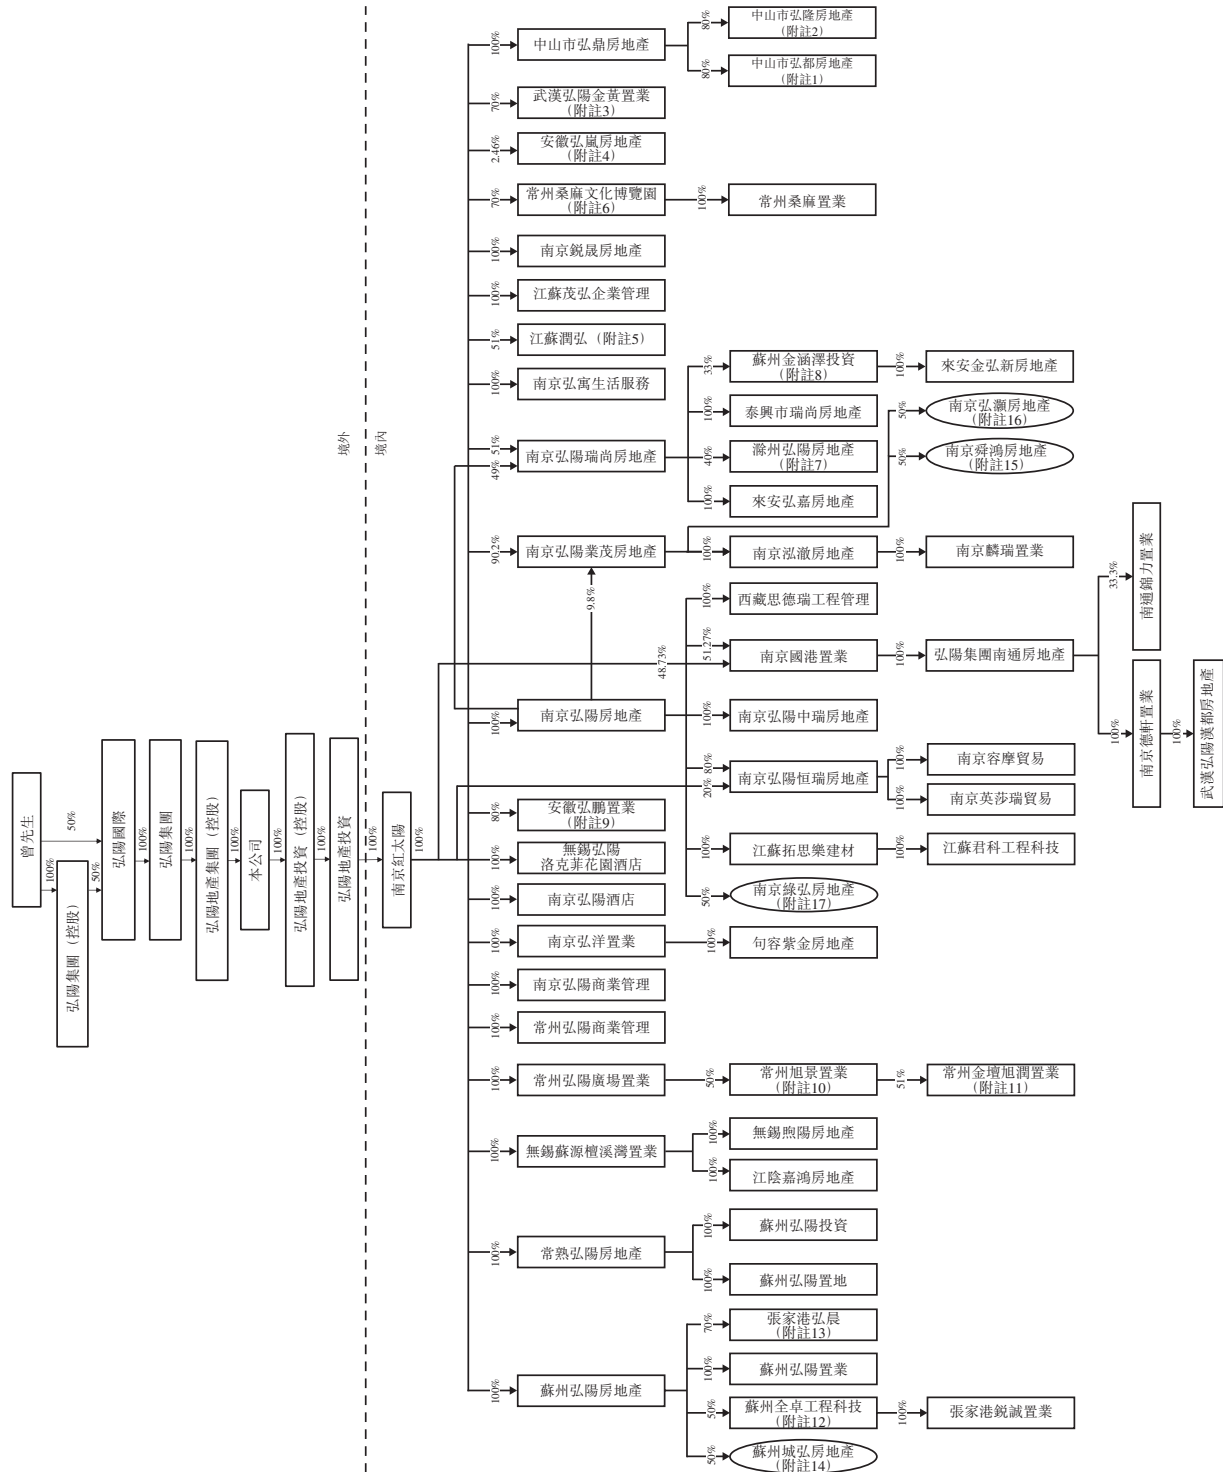 曾先生
100%
50%
弘陽集團（控股）
50%
弘陽國際
100%
弘陽集團
100%
弘陽地產集團（控股）
100%
本公司
100%
弘陽地產投資（控股）
100%
弘陽地產投資
100%
境外
境內
南京紅太陽
100%
100%
中山市弘鼎房地產
80%
中山市弘隆房地產
（附註2）
80%
中山市弘都房地產
（附註1）
70%
武漢弘陽金黃置業
（附註3）
2.46%
安徽弘嵐房地產
（附註4）
70%
常州桑麻文化博覽園
（附註6）
100%
常州桑麻置業
100%
南京銳晟房地產
100%
江蘇茂弘企業管理
51%
江蘇潤弘（附註5）
100%
南京弘寓生活服務
51%
49%
南京弘陽瑞尚房地產
33%
蘇州金涵澤投資
（附註8）
100%
來安金弘新房地產
100%
泰興市瑞尚房地產
40%
滁州弘陽房地產
（附註7）
100%
來安弘嘉房地產
50%
南京弘灝房地產
（附註16）
50%
南京舜鴻房地產
（附註15）
90.2%
南京弘陽業茂房地產
100%
南京泓澈房地產
100%
南京麟瑞置業
9.8%
100%
南京弘陽房地產
100%
西藏思德瑞工程管理
51.27%
48.73%
南京國港置業
100%
弘陽集團南通房地產
33.3%
南通錦力置業
100%
南京德軒置業
100%
武漢弘陽漢都房地產
100%
南京弘陽中瑞房地產
80%
20%
南京弘陽恒瑞房地產
100%
南京容摩貿易
100%
南京英莎瑞貿易
100%
江蘇拓思樂建材
100%
江蘇君科工程科技
50%
南京綠弘房地產
（附註17）
80%
安徽弘鵬置業
（附註9）
100%
無錫弘陽
洛克菲花園酒店
100%
南京弘陽酒店
100%
南京弘洋置業
100%
句容紫金房地產
100%
南京弘陽商業管理
100%
常州弘陽商業管理
100%
常州弘陽廣場置業
50%
常州旭景置業
（附註10）
51%
常州金壇旭潤置業
（附註11）
100%
無錫蘇源檀溪灣置業
100%
無錫煦陽房地產
100%
江陰嘉鴻房地產
100%
常熟弘陽房地產
100%
蘇州弘陽投資
100%
蘇州弘陽置地
100%
蘇州弘陽房地產
70%
張家港弘晨
（附註13）
100%
蘇州弘陽置業
50%
蘇州全卓工程科技
（附註12）
100%
張家港銳誠置業
50%
蘇州城弘房地產
（附註14）